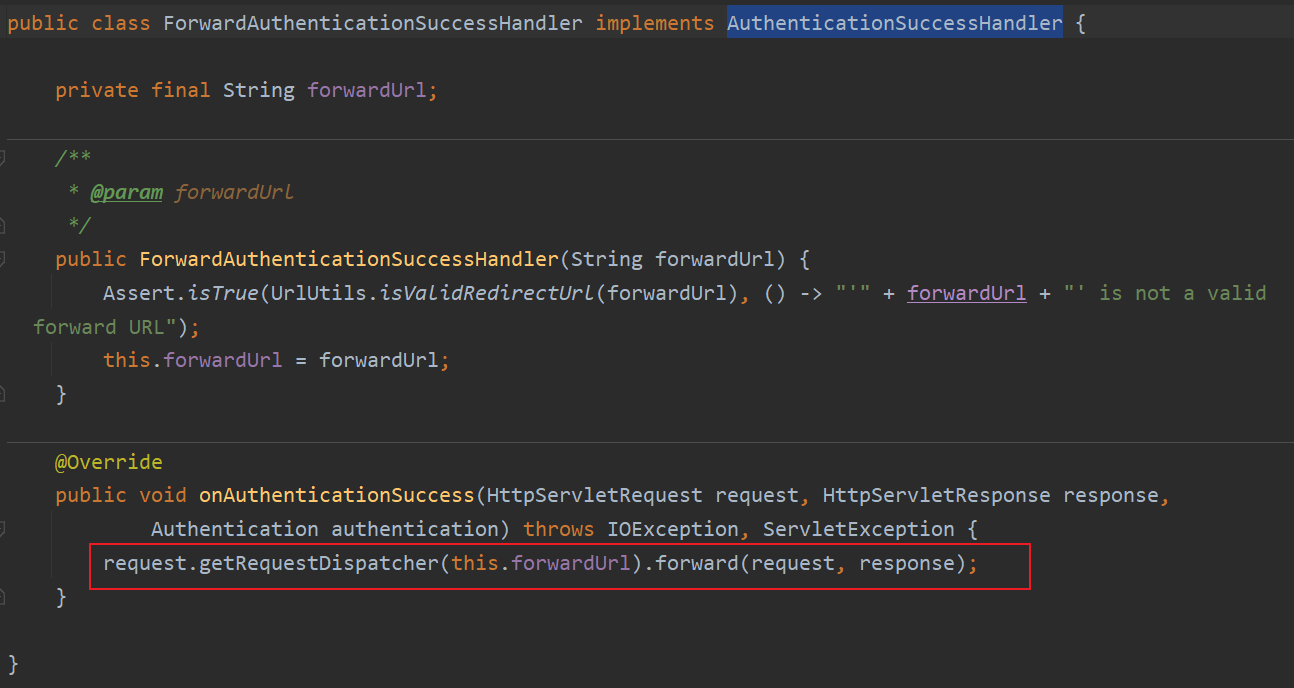 public class ForwardAuthenticationSuccessHandler implements AuthenticationSuccessHandler {
private final String forwardUrl;
/**
* @param forwardUrl
*/
public ForwardAuthenticationSuccessHandler(String forwardUrl) {
Assert.isTrue(UrlUtils.isValidRedirectUrl(forwardUrl), () -> "'" + forwardUrl + "' is not a valid
forward URL");
this.forwardUrl = forwardUrl;
}
@Override
public void onAuthenticationSuccess(HttpServletRequest request, HttpServletResponse response,
Authentication authentication) throws IOException, ServletException {
request.getRequestDispatcher(this.forwardUrl).forward(request, response);
}
}